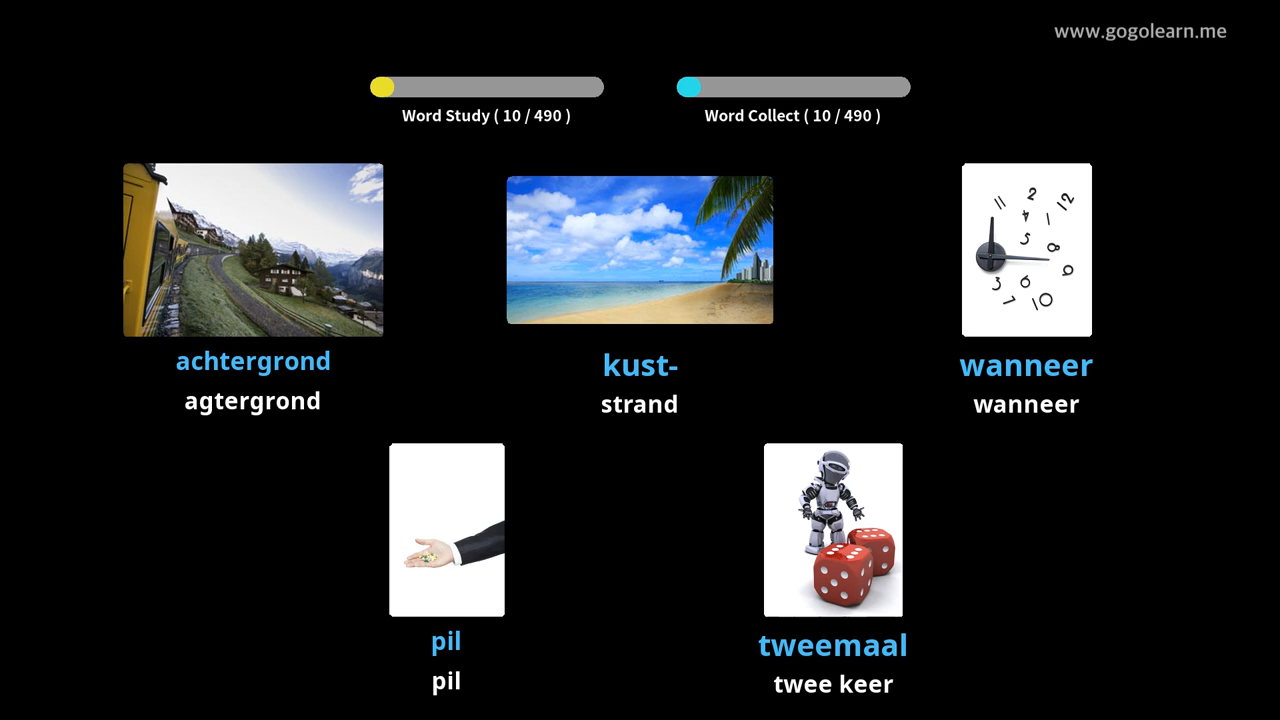 www.gogolearn.me
Word Study ( 10 / 490 )
Word Collect ( 10 / 490 )
achtergrond
agtergrond
kust-
strand
wanneer
wanneer
pil
pil
tweemaal
twee keer